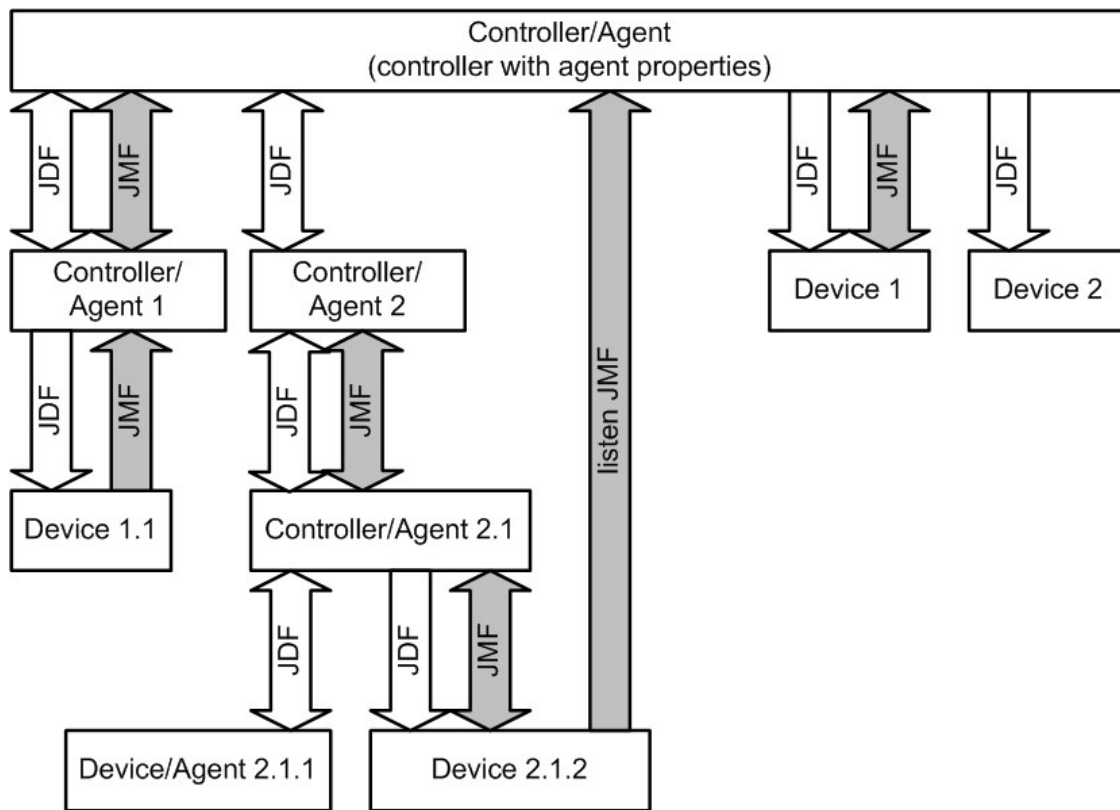 Controller/Agent
(controller with agent properties)
JDF
JMF
JDF
listen JMF
JDF
JMF
JDF
Controller/
Agent 1
Controller/
Agent 2
Device 1
Device 2
JDF
JMF
JDF
JMF
Device 1.1
Controller/Agent 2.1
JDF
JDF
JMF
Device/Agent 2.1.1
Device 2.1.2